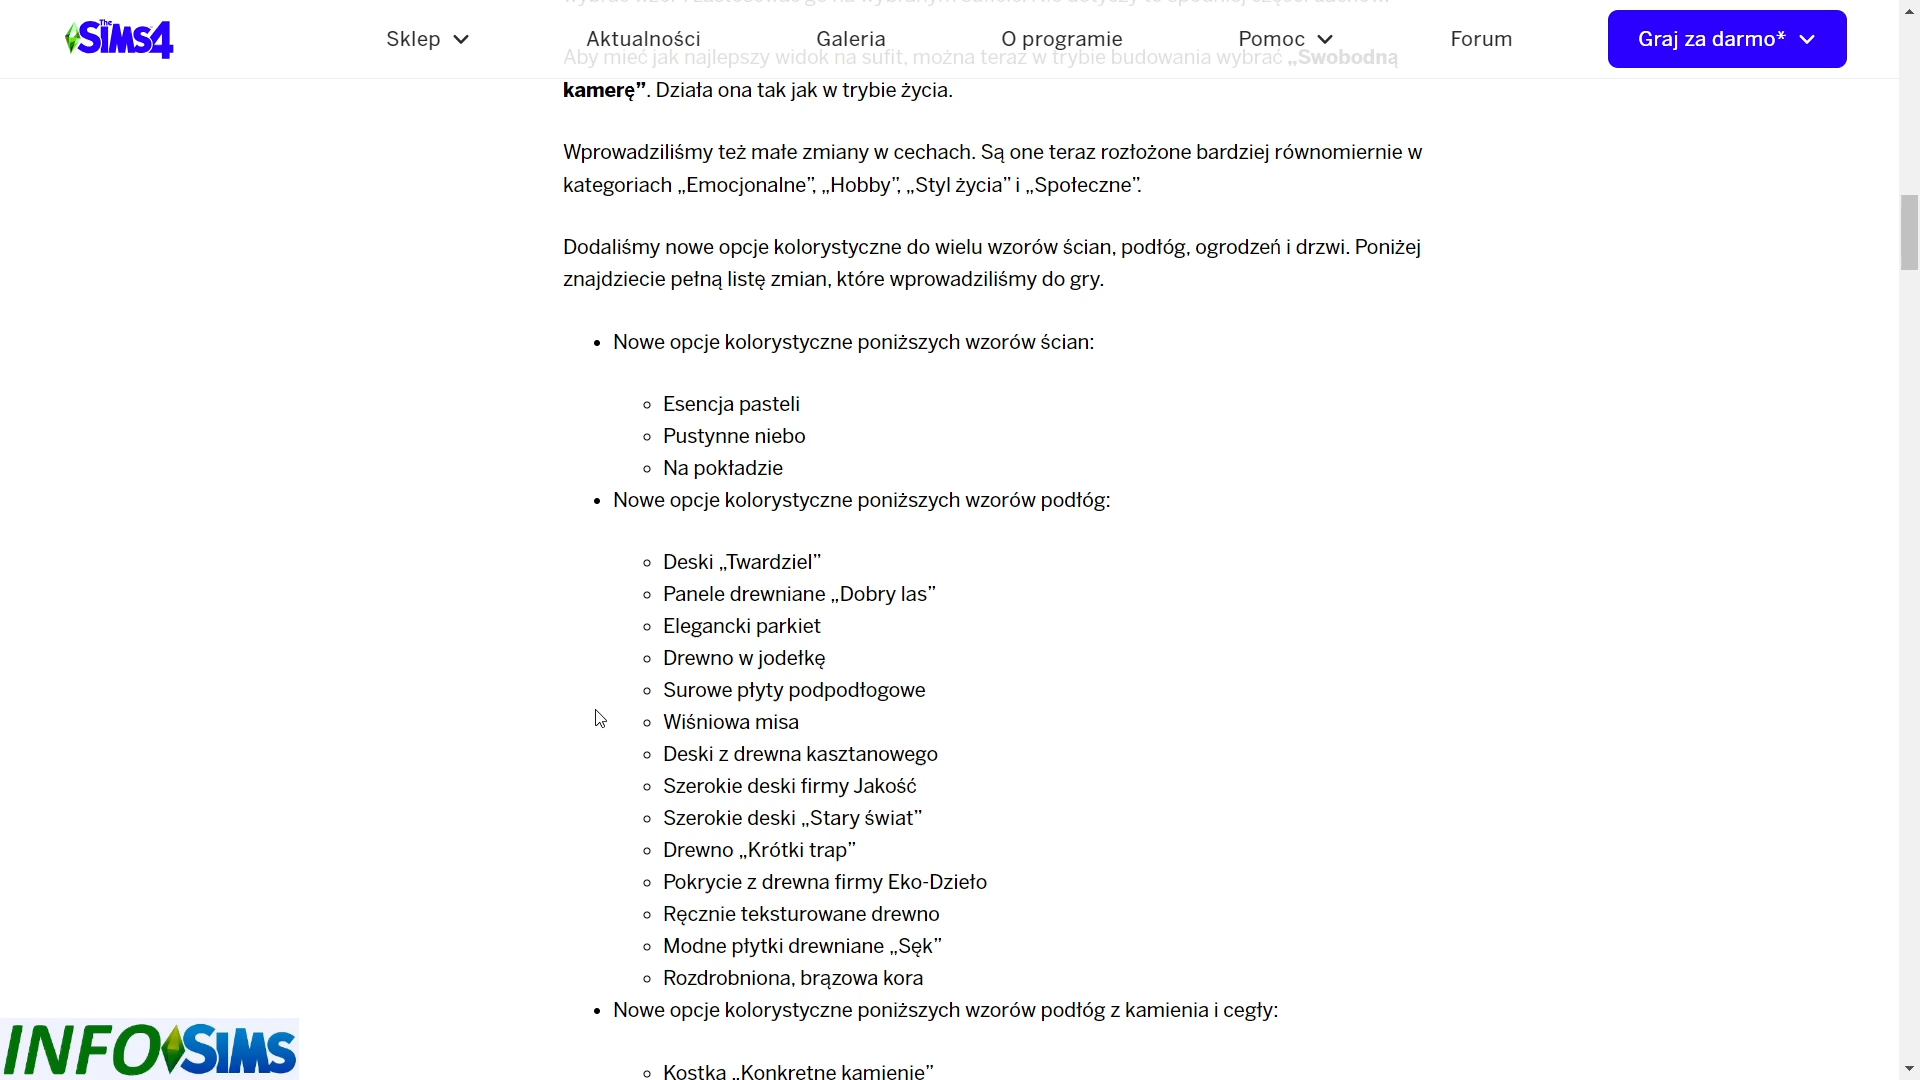 The Sims 4
Sklep
Aktualności
Galeria
O programie
Pomoc
Forum
Graj za darmo*
Aby mieć jak najlepszy widok na sufit, można teraz w trybie budowania wybrać „Swobodną
kamerę”. Działa ona tak jak w trybie życia.
Wprowadziliśmy też małe zmiany w cechach. Są one teraz rozłożone bardziej równomiernie w
kategoriach „Emocjonalne”, „Hobby”, „Styl życia” i „Społeczne”.
Dodaliśmy nowe opcje kolorystyczne do wielu wzorów ścian, podłóg, ogrodzeń i drzwi. Poniżej
znajdziecie pełną listę zmian, które wprowadziliśmy do gry.
Nowe opcje kolorystyczne poniższych wzorów ścian:
Esencja pasteli
Pustynne niebo
Na pokładzie
Nowe opcje kolorystyczne poniższych wzorów podłóg:
Deski „Twardziel”
Panele drewniane „Dobry las”
Elegancki parkiet
Drewno w jodełkę
Surowe płyty podpodłogowe
Wiśniowa misa
Deski z drewna kasztanowego
Szerokie deski firmy Jakość
Szerokie deski „Stary świat”
Drewno „Krótki trap”
Pokrycie z drewna firmy Eko-Dzieło
Ręcznie teksturowane drewno
Modne płytki drewniane „Sęk”
Rozdrobniona, brązowa kora
Nowe opcje kolorystyczne poniższych wzorów podłóg z kamienia i cegły:
Kostka „Konkretne kamienie”
INFO SIMS